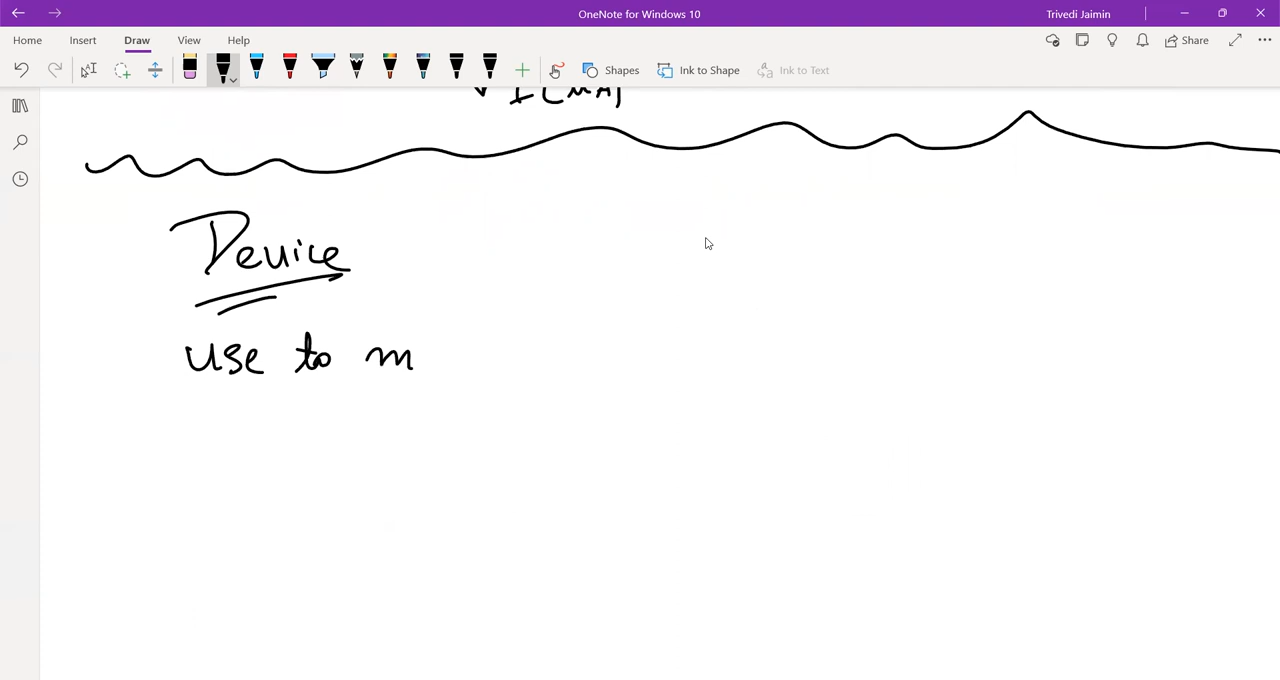 OneNote for Windows 10
Trivedi Jaimin
Home Insert Draw View Help
Share
Shapes
Ink to Shape
Ink to Text
Device
use to m